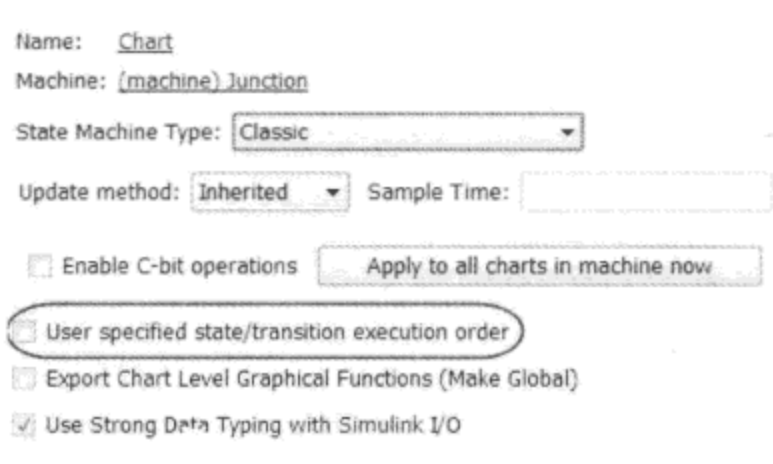 Name: Chart
Machine: (machine) Junction
State Machine Type: Classic
Update method: Inherited Sample Time:
Enable C-bit operations Apply to all charts in machine now
User specified state/transition execution order
Export Chart Level Graphical Functions (Make Global)
Use Strong Data Typing with Simulink I/O